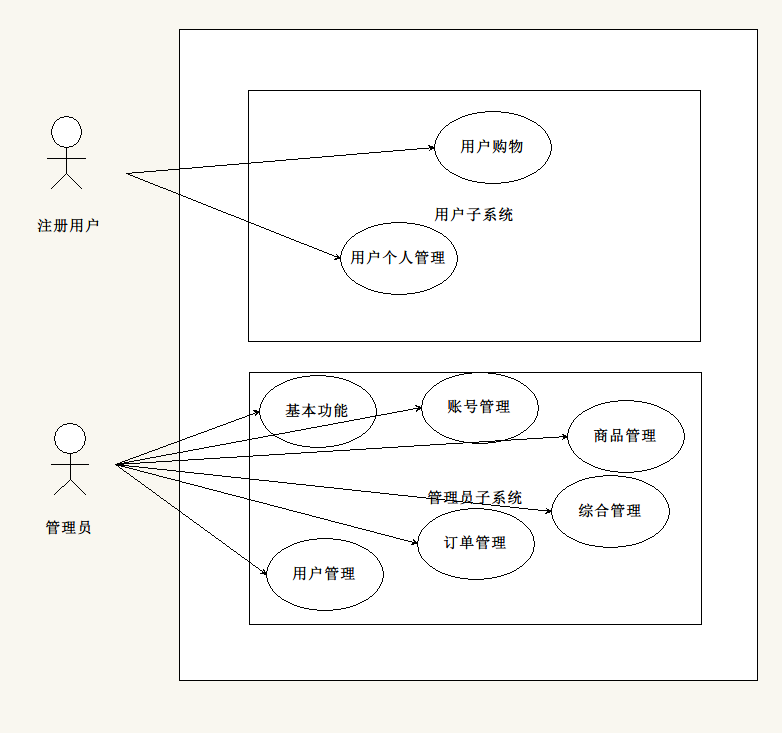 用户购物
用户子系统
注册用户
用户个人管理
基本功能
账号管理
商品管理
管理员子系统
综合管理
管理员
订单管理
用户管理